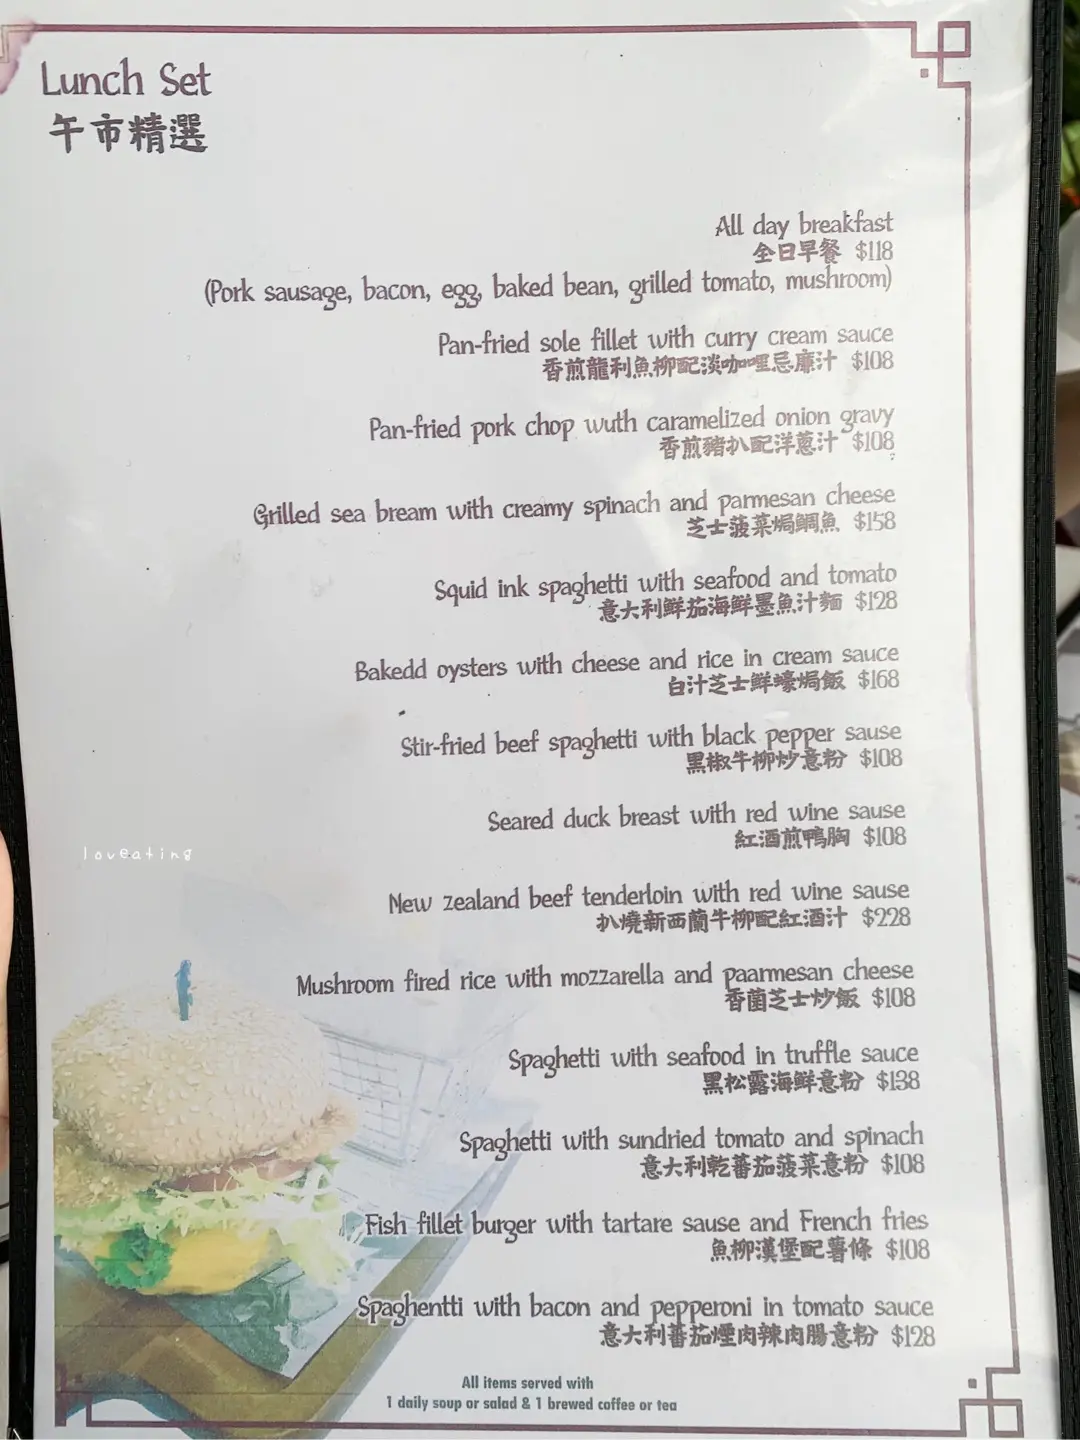 Lunch Set
午市精選
All day breakfast
全日早餐 $118
(Pork sausage, bacon, egg, baked bean, grilled tomato, mushroom)
Pan-fried sole fillet with curry cream sauce
香煎龍利魚柳配淡咖哩忌廉汁 $108
Pan-fried pork chop wuth caramelized onion gravy
香煎豬扒配洋蔥汁 $108
Grilled sea bream with creamy spinach and parmesan cheese
芝士菠菜焗鯛魚 $158
Squid ink spaghetti with seafood and tomato
意大利鮮茄海鮮墨魚汁麵 $128
Bakedd oysters with cheese and rice in cream sauce
白汁芝士鮮蠔焗飯 $168
Stir-fried beef spaghetti with black pepper sause
黑椒牛柳炒意粉 $108
Seared duck breast with red wine sause
紅酒煎鴨胸 $108
loveating
New zealand beef tenderloin with red wine sause
扒燒新西蘭牛柳配紅酒汁 $228
Mushroom fired rice with mozzarella and paarmesan cheese
香菌芝士炒飯 $108
Spaghetti with seafood in truffle sauce
黑松露海鮮意粉 $138
Spaghetti with sundried tomato and spinach
意大利乾蕃茄菠菜意粉 $108
Fish fillet burger with tartare sause and French fries
魚柳漢堡配薯條 $108
Spaghentti with bacon and pepperoni in tomato sauce
意大利蕃茄煙肉辣肉腸意粉 $128
All items served with
1 daily soup or salad & 1 brewed coffee or tea